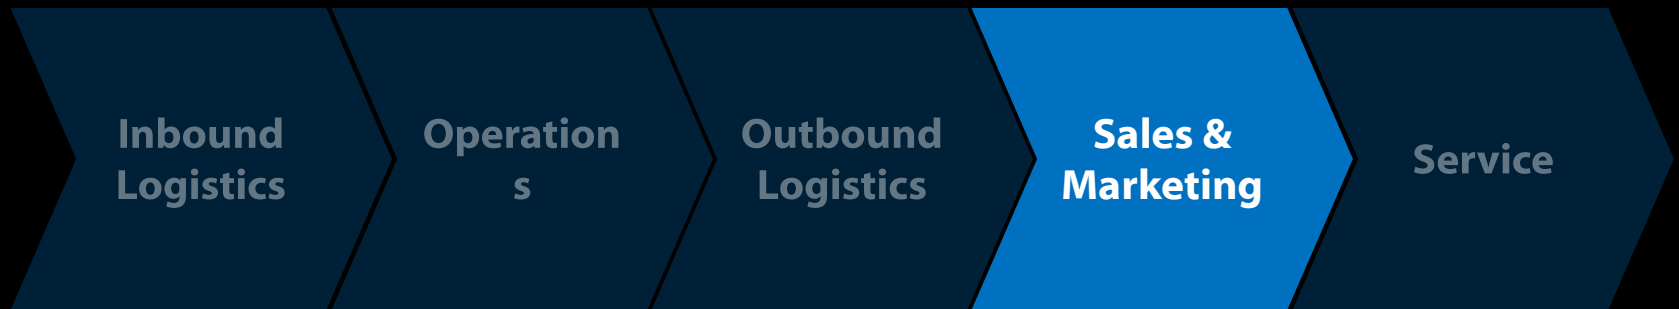 Inbound
Logistics
Operation
s
Outbound
Logistics
Sales &
Marketing
Service